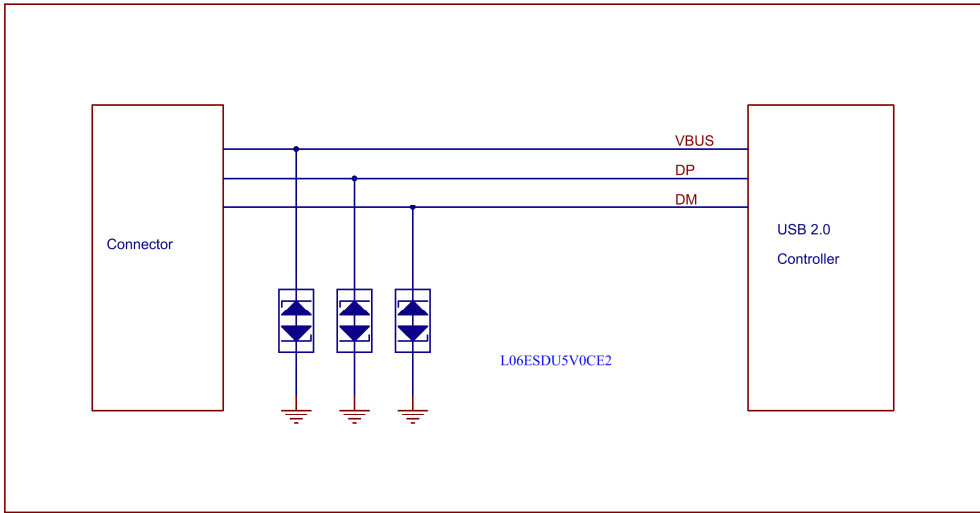 VBUS
DP
DM
Connector
USB 2.0
Controller
L06ESDU5V0CE2